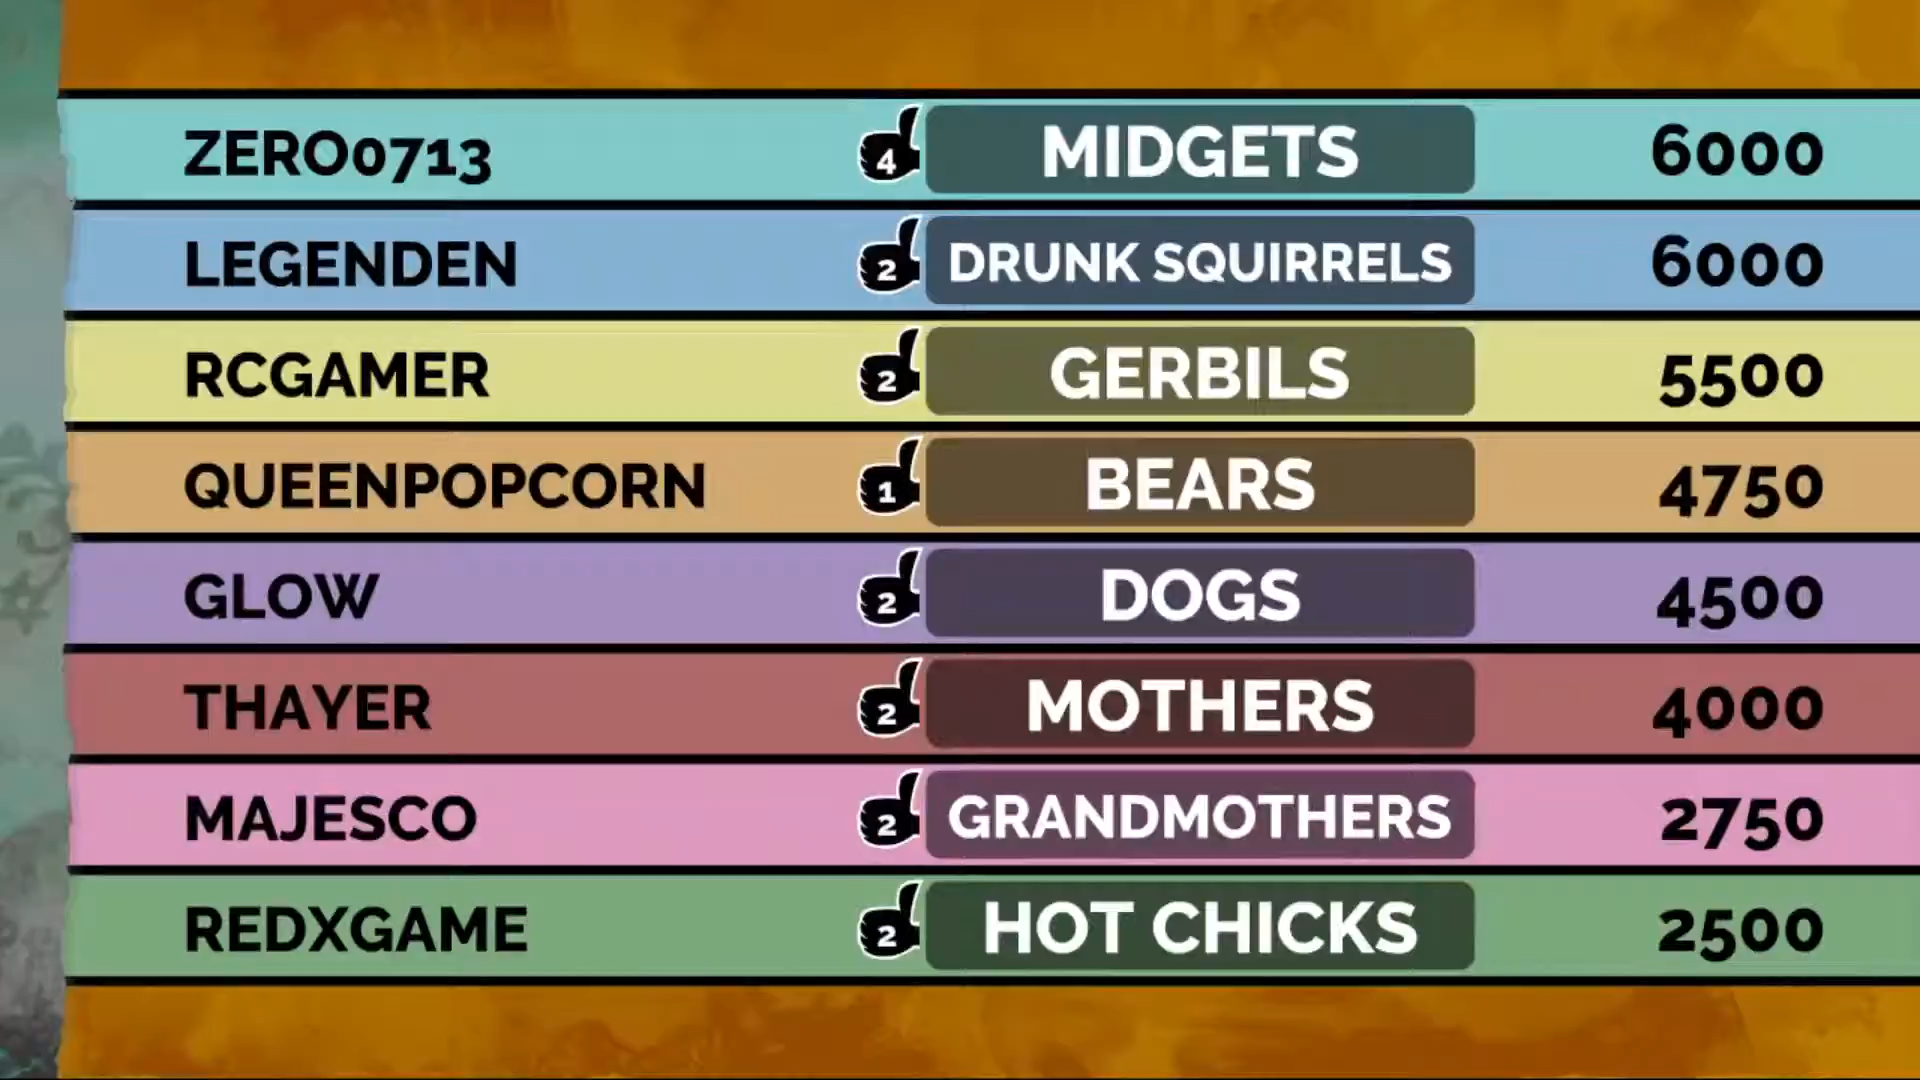 ZERO0713 4 MIDGETS 6000
LEGENDEN 2 DRUNK SQUIRRELS 6000
RCGAMER 2 GERBILS 5500
QUEENPOPCORN 1 BEARS 4750
GLOW 2 DOGS 4500
THAYER 2 MOTHERS 4000
MAJESCO 2 GRANDMOTHERS 2750
REDXGAME 2 HOT CHICKS 2500